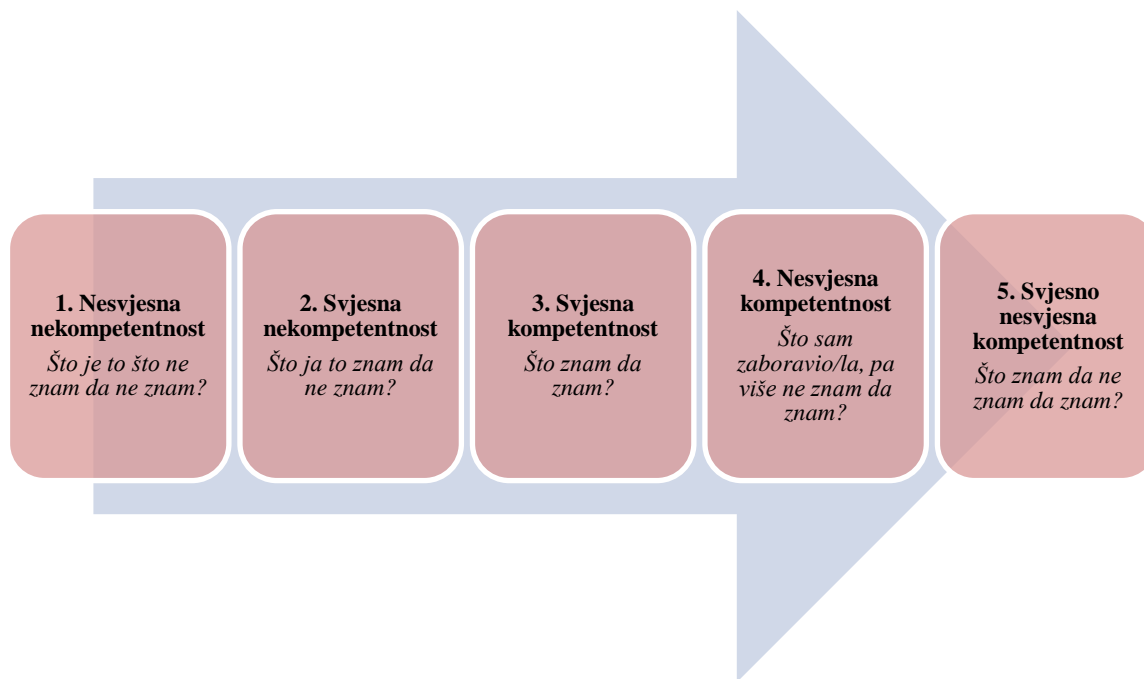 1. Nesvjesna
nekompetentnost
Što je to što ne
znam da ne znam?
2. Svjesna
nekompetentnost
Što ja to znam da
ne znam?
3. Svjesna
kompetentnost
Što znam da
znam?
4. Nesvjesna
kompetentnost
Što sam
zaboravio/la, pa
više ne znam da
znam?
5. Svjesno
nesvjesna
kompetentnost
Što znam da ne
znam da znam?